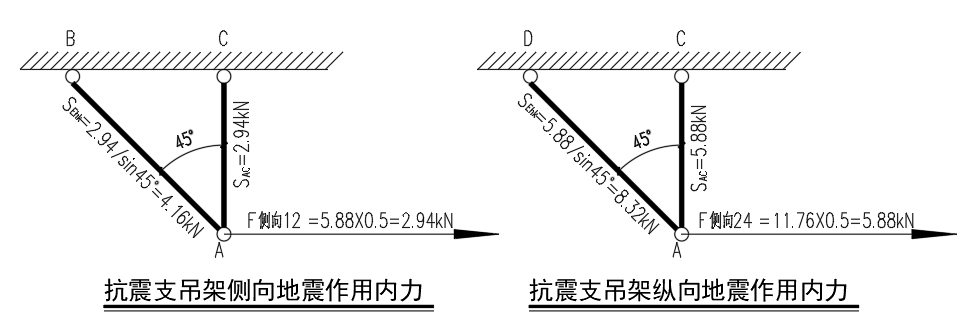 B
C
S_Ehk=2.94/sin45°=4.16kN
45°
S_AC=2.94kN
F侧向12 =5.88X0.5=2.94kN
A
抗震支吊架侧向地震作用内力
D
C
S_Ehk=5.88/sin45°=8.32kN
45°
S_AC=5.88kN
F侧向24 =11.76X0.5=5.88kN
A
抗震支吊架纵向地震作用内力